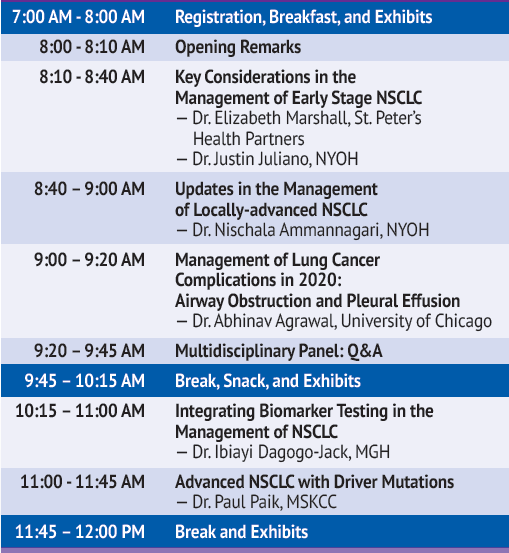 7:00 AM - 8:00 AM Registration, Breakfast, and Exhibits
8:00 - 8:10 AM Opening Remarks
8:10 - 8:40 AM Key Considerations in the
Management of Early Stage NSCLC
— Dr. Elizabeth Marshall, St. Peter's
Health Partners
— Dr. Justin Juliano, NYOH
8:40 – 9:00 AM Updates in the Management
of Locally-advanced NSCLC
— Dr. Nischala Ammannagari, NYOH
9:00 – 9:20 AM Management of Lung Cancer
Complications in 2020:
Airway Obstruction and Pleural Effusion
— Dr. Abhinav Agrawal, University of Chicago
9:20 – 9:45 AM Multidisciplinary Panel: Q&A
9:45 – 10:15 AM Break, Snack, and Exhibits
10:15 – 11:00 AM Integrating Biomarker Testing in the
Management of NSCLC
— Dr. Ibiayi Dagogo-Jack, MGH
11:00 - 11:45 AM Advanced NSCLC with Driver Mutations
— Dr. Paul Paik, MSKCC
11:45 – 12:00 PM Break and Exhibits